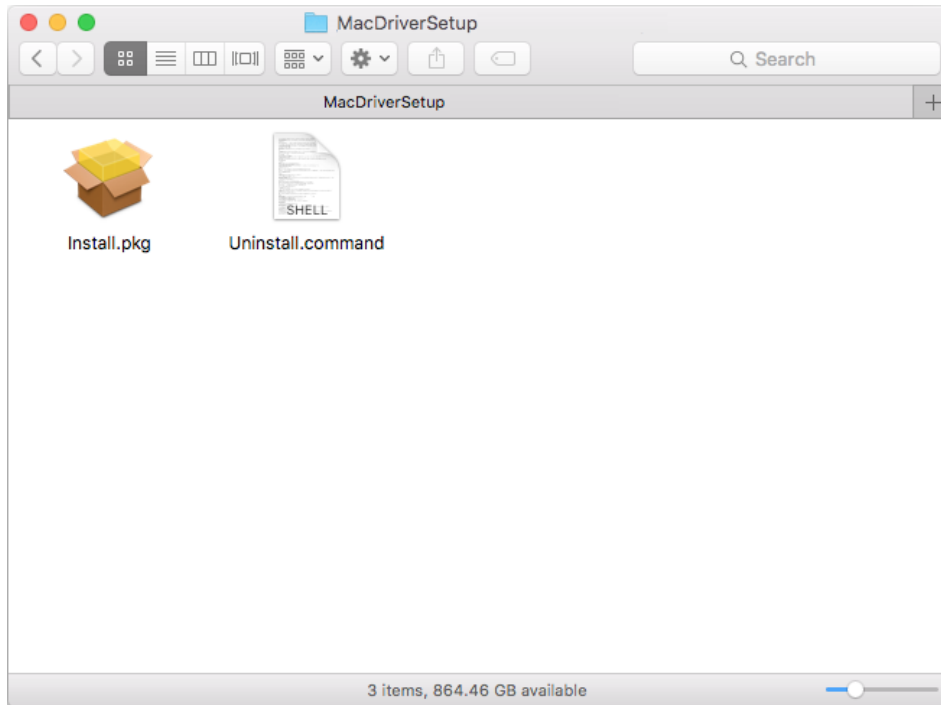 MacDriverSetup
Search
MacDriverSetup
SHELL
Install.pkg
Uninstall.command
3 items, 864.46 GB available